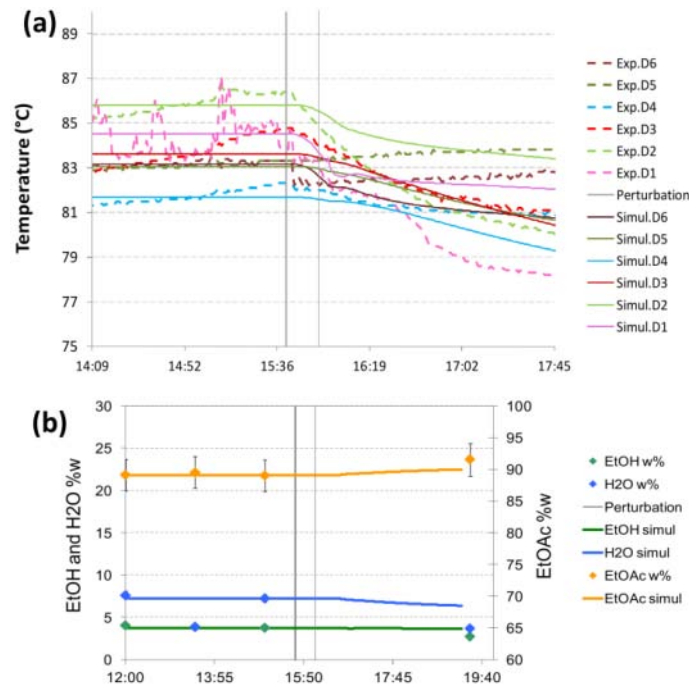 (a)
Temperature (°C)
89
87
85
83
81
79
77
75
14:09 14:52 15:36 16:19 17:02 17:45
Exp.D6
Exp.D5
Exp.D4
Exp.D3
Exp.D2
Exp.D1
Perturbation
Simul.D6
Simul.D5
Simul.D4
Simul.D3
Simul.D2
Simul.D1
(b)
EtOH and H2O %w
30
25
20
15
10
5
0
12:00 13:55 15:50 17:45 19:40
100
95
90
85
80
75
70
65
60
EtOAc %w
EtOH w%
H2O w%
Perturbation
EtOH simul
H2O simul
EtOAc w%
EtOAc simul